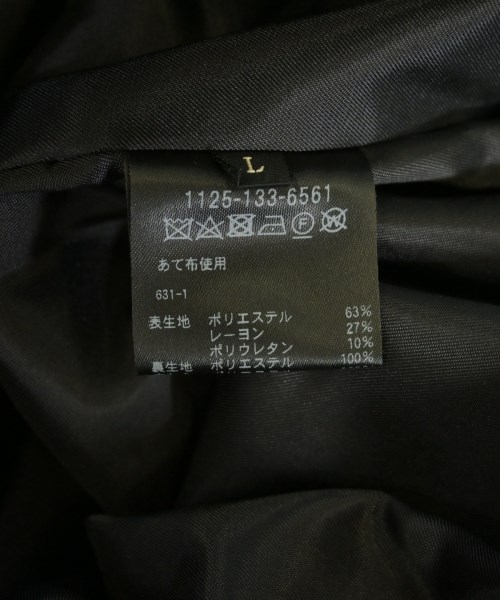 L
1125-133-6561
F W
あて布使用
631-1
表生地 ポリエステル 63%
レーヨン 27%
ポリウレタン 10%
裏生地 ポリエステル 100%